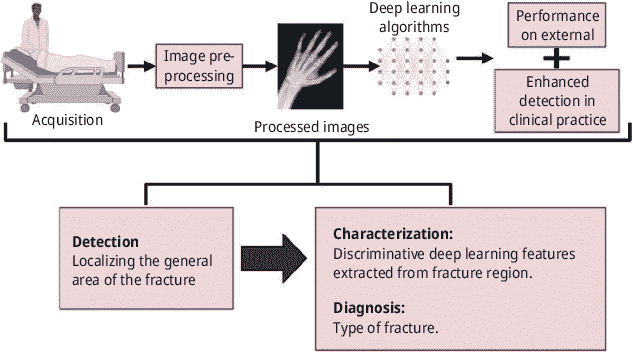 Deep learning
algorithms
Performance
on external
Image pre-
processing
Enhanced
detection in
clinical practice
Acquisition
Processed images
Detection
Localizing the general
area of the fracture
Characterization:
Discriminative deep learning features
extracted from fracture region.
Diagnosis:
Type of fracture.